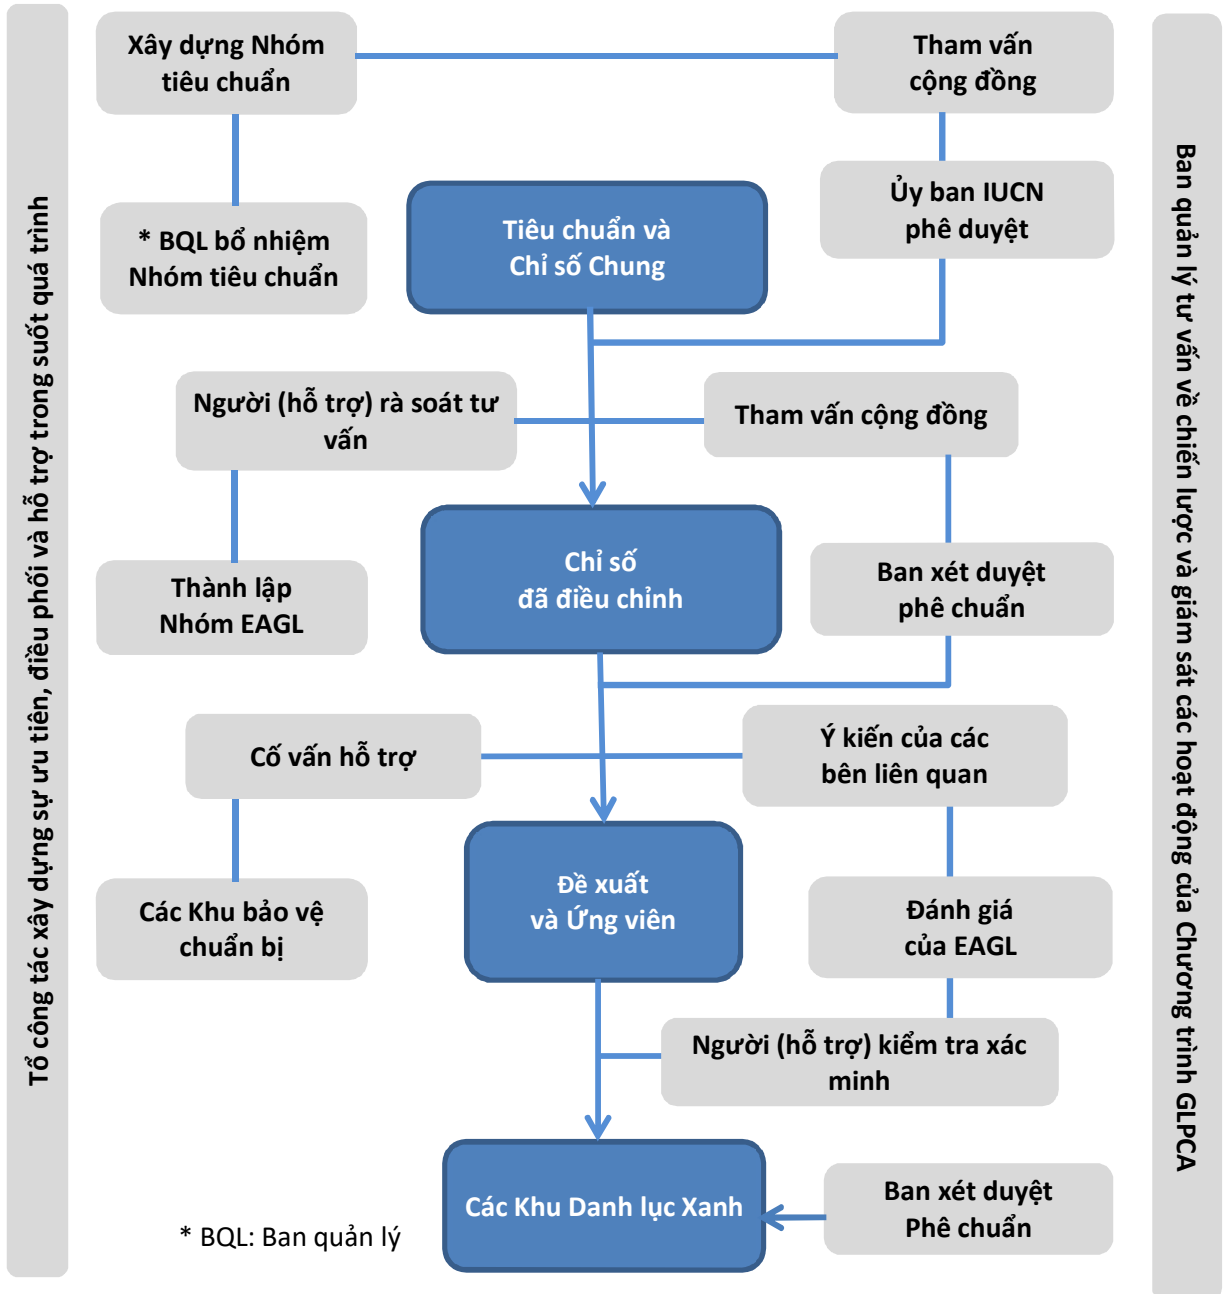 Tổ công tác xây dựng sự ưu tiên, điều phối và hỗ trợ trong suốt quá trình
Xây dựng Nhóm
tiêu chuẩn
Tham vấn
cộng đồng
* BQL bổ nhiệm
Nhóm tiêu chuẩn
Tiêu chuẩn và
Chỉ số Chung
Ủy ban IUCN
phê duyệt
Người (hỗ trợ) rà soát tư
vấn
Tham vấn cộng đồng
Thành lập
Nhóm EAGL
Chỉ số
đã điều chỉnh
Ban xét duyệt
phê chuẩn
Cố vấn hỗ trợ
Ý kiến của các
bên liên quan
Các Khu bảo vệ
chuẩn bị
Đề xuất
và Ứng viên
Đánh giá
của EAGL
Người (hỗ trợ) kiểm tra xác
minh
Các Khu Danh lục Xanh
Ban xét duyệt
Phê chuẩn
* BQL: Ban quản lý
Ban quản lý tư vấn về chiến lược và giám sát các hoạt động của Chương trình GLPCA